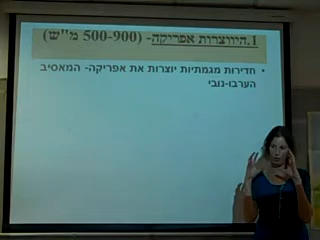 1.היווצרות אפריקה- (500-900 מ"ש)
• חדירות מגמתיות יוצרות את אפריקה- המאסיב
הערבו-נובי